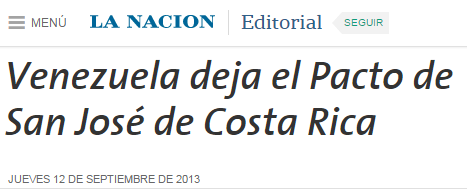 MENÚ LA NACION Editorial SEGUIR
Venezuela deja el Pacto de
San José de Costa Rica
JUEVES 12 DE SEPTIEMBRE DE 2013